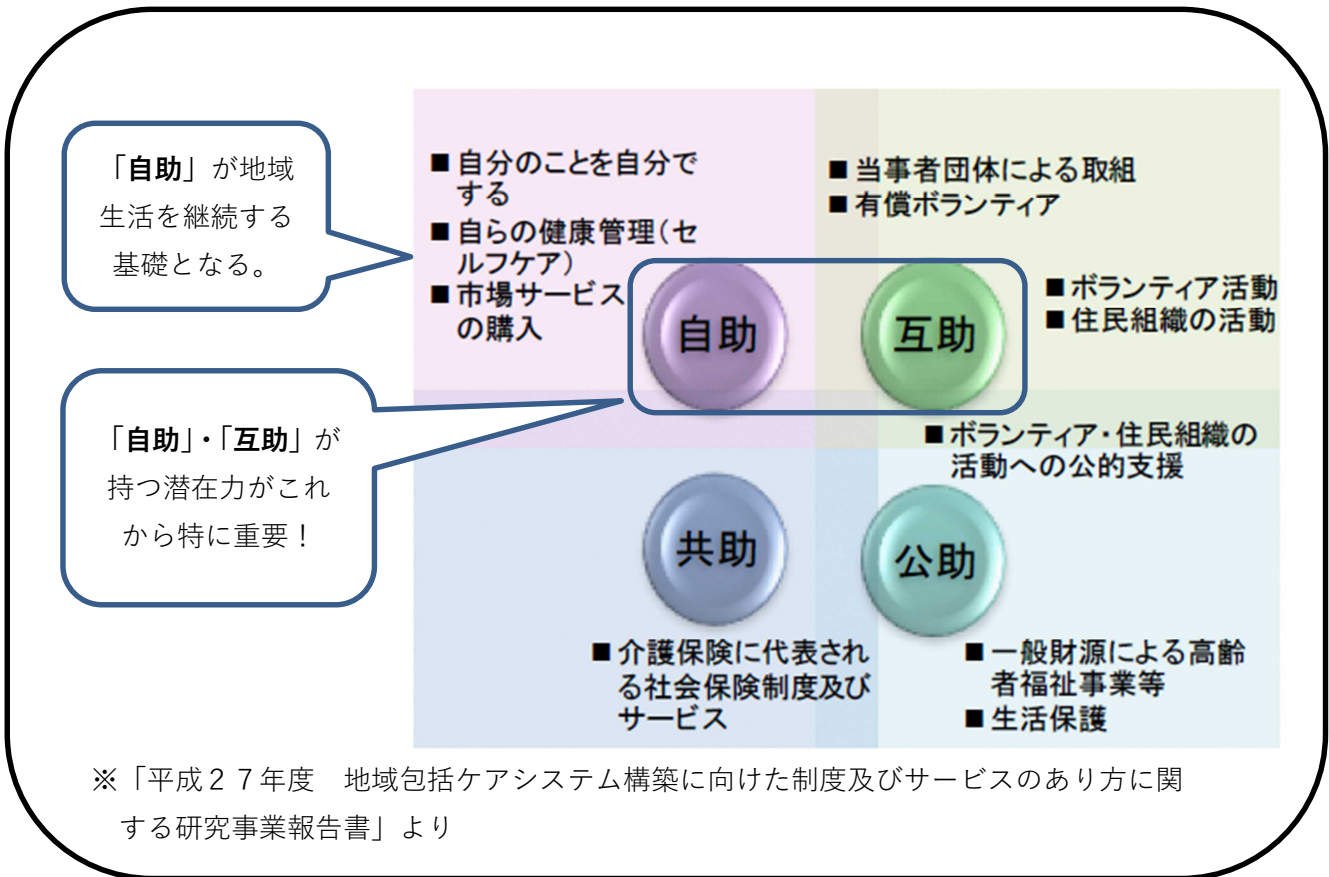 「自助」が地域
生活を継続する
基礎となる。
■自分のことを自分で
する
■自らの健康管理(セ
ルフケア)
■市場サービス
の購入
■当事者団体による取組
■有償ボランティア
自助
互助
■ボランティア活動
■住民組織の活動
「自助」・「互助」が
持つ潜在力がこれ
から特に重要！
■ボランティア・住民組織の
活動への公的支援
共助
公助
■介護保険に代表され
る社会保険制度及び
サービス
■一般財源による高齢
者福祉事業等
■生活保護
※「平成２７年度　地域包括ケアシステム構築に向けた制度及びサービスのあり方に関
する研究事業報告書」より